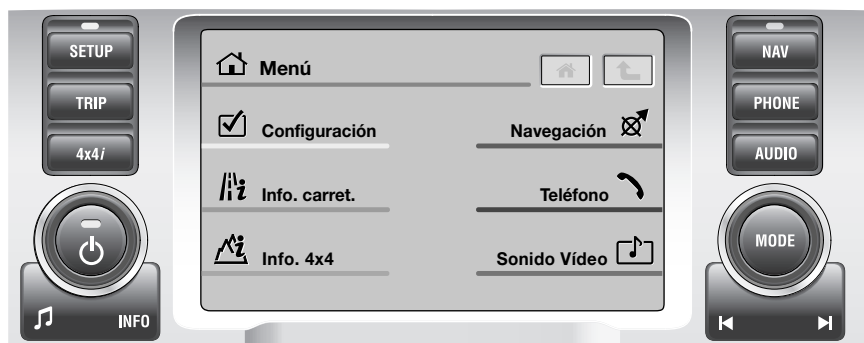 SETUP
TRIP
4x4i
INFO
Menú
Configuración
Info. carret.
Info. 4x4
Navegación
Teléfono
Sonido Vídeo
NAV
PHONE
AUDIO
MODE